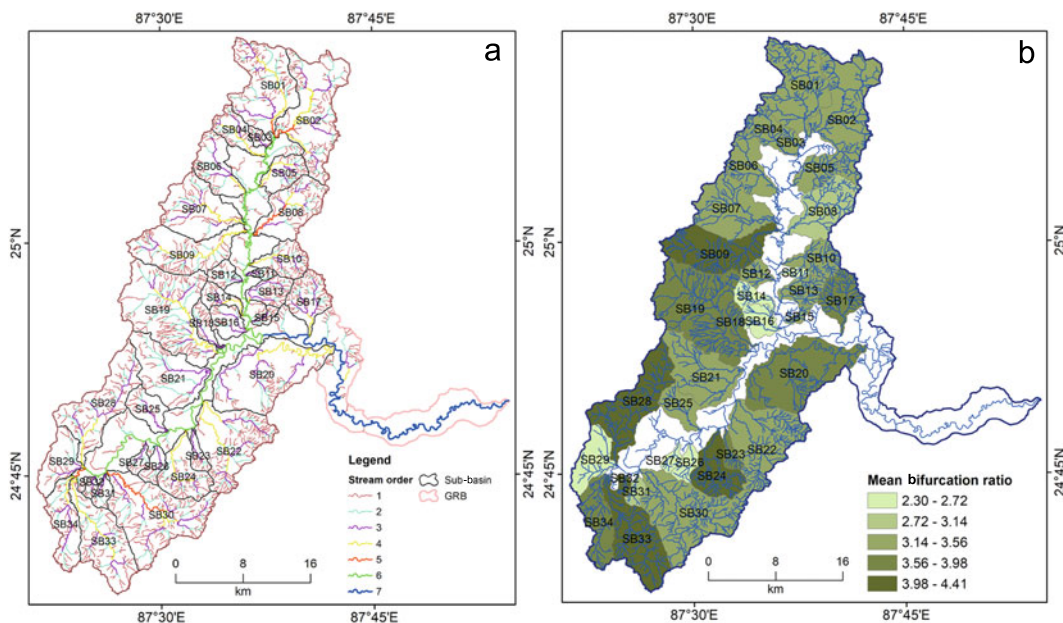 87°30'E
87°45'E
a
SB01
SB02
SB04
SB03
SB05
SB06
SB07
SB08
25°N
SB09
SB10
SB12
SB11
SB14
SB13
SB17
SB19
SB18
SB16
SB15
SB20
SB21
SB28
SB25
SB22
SB23
SB29
SB27
SB26
SB24
24°45'N
SB32
SB31
SB30
SB34
SB33
Legend
Stream order
1
2
3
4
5
6
7
Sub-basin
GRB
0
8
16
km
87°30'E
87°45'E
87°30'E
87°45'E
b
SB01
SB02
SB04
SB03
SB05
SB06
SB07
SB08
25°N
25°N
SB09
SB10
SB12
SB11
SB14
SB13
SB17
SB19
SB18
SB16
SB15
SB20
SB21
SB28
SB25
SB22
SB23
SB29
SB27
SB26
SB24
24°45'N
24°45'N
SB32
SB31
SB30
SB34
SB33
Mean bifurcation ratio
2.30 - 2.72
2.72 - 3.14
3.14 - 3.56
3.56 - 3.98
3.98 - 4.41
0
8
16
km
87°30'E
87°45'E